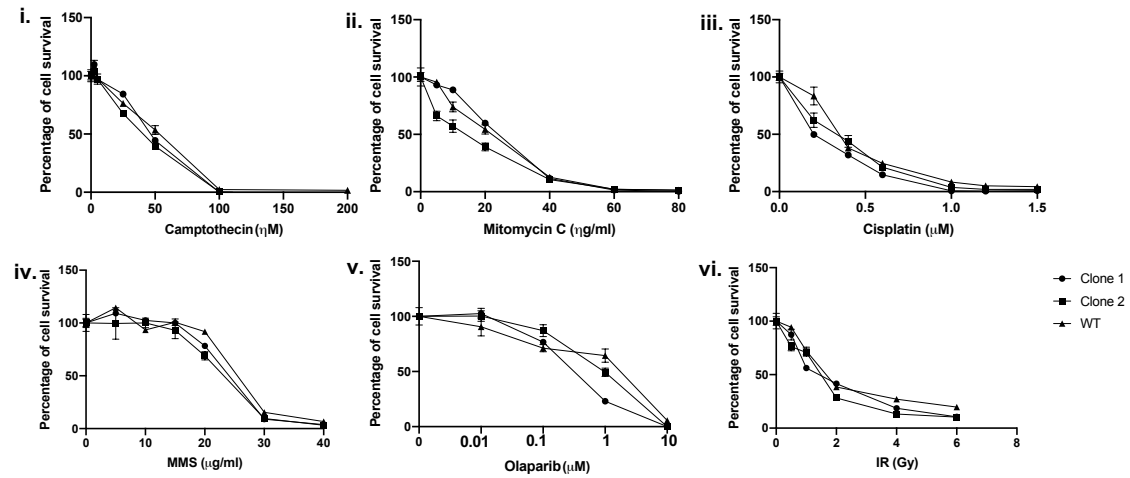 i.
Percentage of cell survival
150
100
50
0
0 50 100 150 200
Camptothecin (ηM)
ii.
Percentage of cell survival
150
100
50
0
0 20 40 60 80
Mitomycin C (ηg/ml)
iii.
Percentage of cell survival
150
100
50
0
0.0 0.5 1.0 1.5
Cisplatin (μM)
iv.
Percentage of cell survival
150
100
50
0
0 10 20 30 40
MMS (μg/ml)
v.
Percentage of cell survival
150
100
50
0
0 0.01 0.1 1 10
Olaparib (μM)
vi.
Percentage of cell survival
150
100
50
0
0 2 4 6 8
IR (Gy)
Clone 1
Clone 2
WT